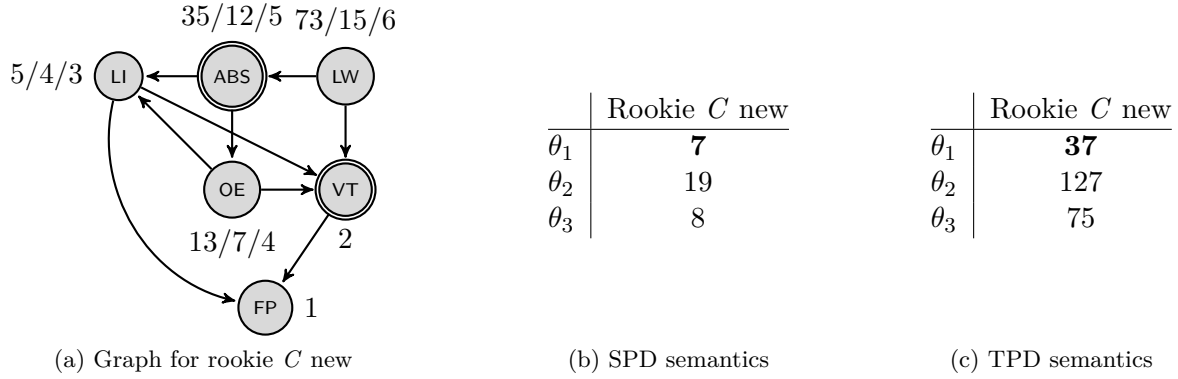 35/12/5 73/15/6
5/4/3 LI ABS LW
OE VT
13/7/4 2
FP 1
(a) Graph for rookie C new
Rookie C new
θ1 7
θ2 19
θ3 8
(b) SPD semantics
Rookie C new
θ1 37
θ2 127
θ3 75
(c) TPD semantics